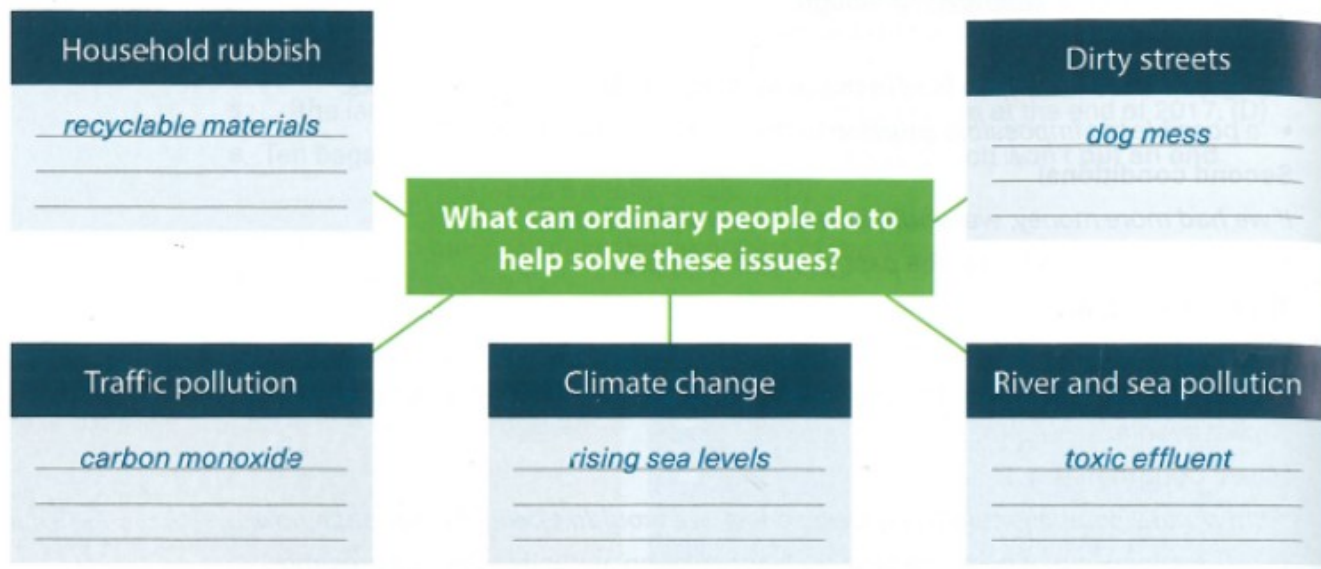 Household rubbish
recyclable materials
Dirty streets
dog mess
What can ordinary people do to
help solve these issues?
Traffic pollution
carbon monoxide
Climate change
rising sea levels
River and sea pollution
toxic effluent